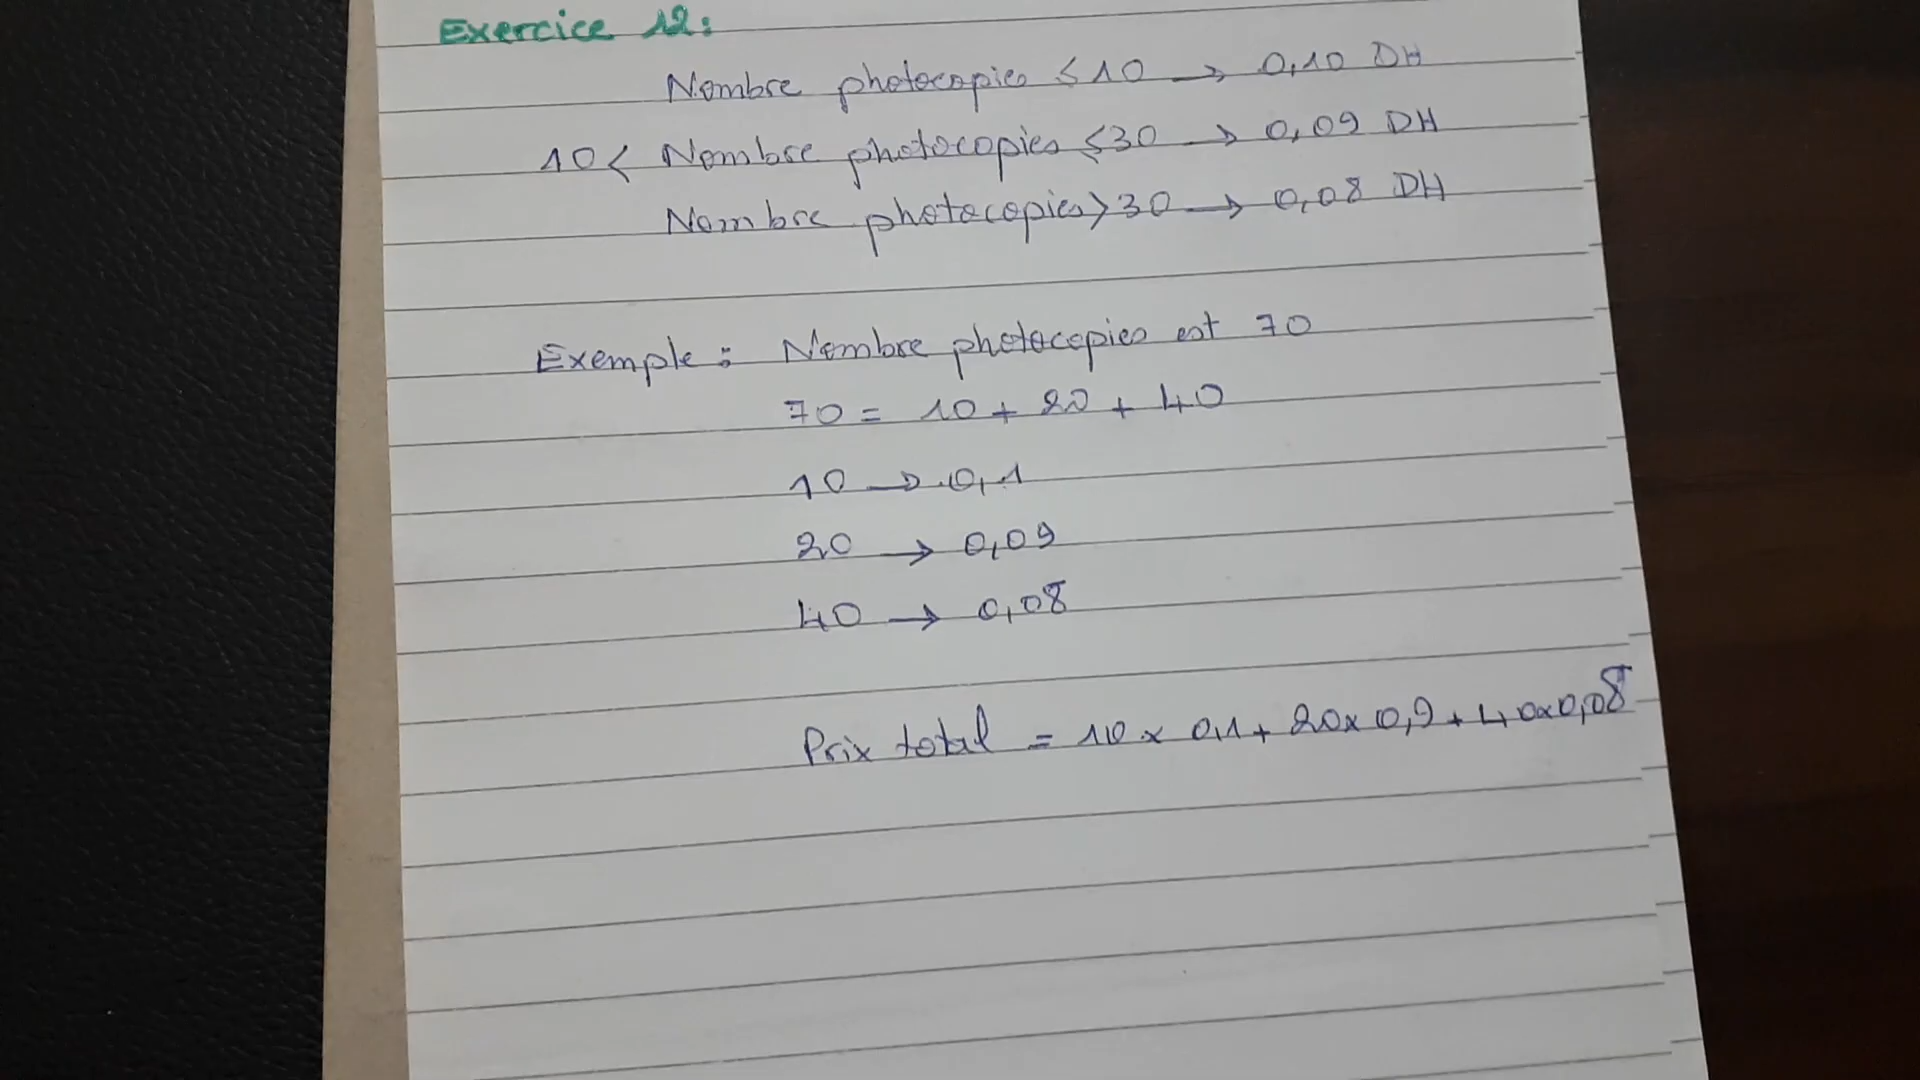 Exercice 12:
Nombre photocopies ≤ 10 → 0,10 DH
10 < Nombre photocopies ≤ 30 → 0,09 DH
Nombre photocopies > 30 → 0,08 DH
Exemple : Nombre photocopies est 70
70 = 10 + 20 + 40
10 → 0,1
20 → 0,09
40 → 0,08
Prix total = 10 x 0,1 + 20 x 0,9 + 40 x 0,08